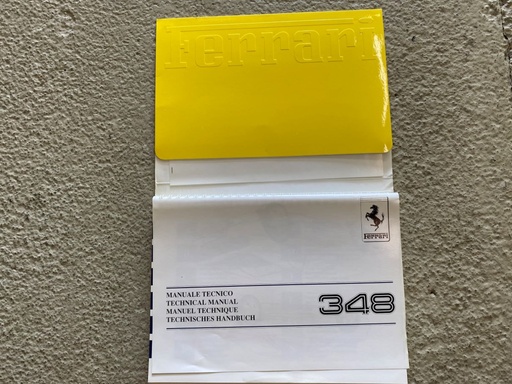 Ferrari
Ferrari
MANUALE TECNICO
TECHNICAL MANUAL
MANUEL TECHNIQUE
TECHNISCHES HANDBUCH
348